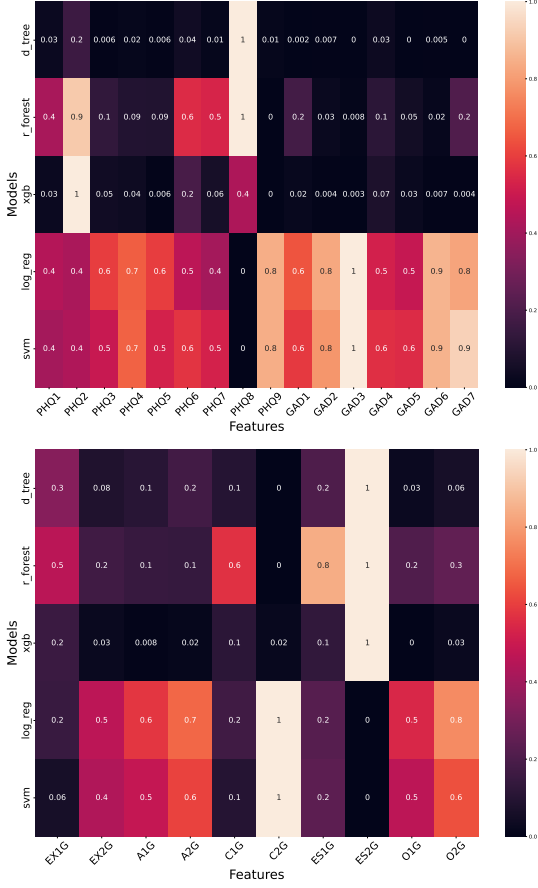 d_tree 0.03 0.2 0.006 0.02 0.006 0.04 0.01 1 0.01 0.002 0.007 0 0.03 0 0.005 0
r_forest 0.4 0.9 0.1 0.09 0.09 0.6 0.5 1 0 0.2 0.03 0.008 0.1 0.05 0.02 0.2
xgb 0.03 1 0.05 0.04 0.006 0.2 0.06 0.4 0 0.02 0.004 0.003 0.07 0.03 0.007 0.004
log_reg 0.4 0.4 0.6 0.7 0.6 0.5 0.4 0 0.8 0.6 0.8 1 0.5 0.5 0.9 0.8
svm 0.4 0.4 0.5 0.7 0.5 0.6 0.5 0 0.8 0.6 0.8 1 0.6 0.6 0.9 0.9
Models
PHQ1 PHQ2 PHQ3 PHQ4 PHQ5 PHQ6 PHQ7 PHQ8 PHQ9 GAD1 GAD2 GAD3 GAD4 GAD5 GAD6 GAD7
Features
1.0
0.8
0.6
0.4
0.2
0.0
d_tree 0.3 0.08 0.1 0.2 0.1 0 0.2 1 0.03 0.06
r_forest 0.5 0.2 0.1 0.1 0.6 0 0.8 1 0.2 0.3
xgb 0.2 0.03 0.008 0.02 0.1 0.02 0.1 1 0 0.03
log_reg 0.2 0.5 0.6 0.7 0.2 1 0.2 0 0.5 0.8
svm 0.06 0.4 0.5 0.6 0.1 1 0.2 0 0.5 0.6
Models
EX1G EX2G A1G A2G C1G C2G ES1G ES2G O1G O2G
Features
1.0
0.8
0.6
0.4
0.2
0.0